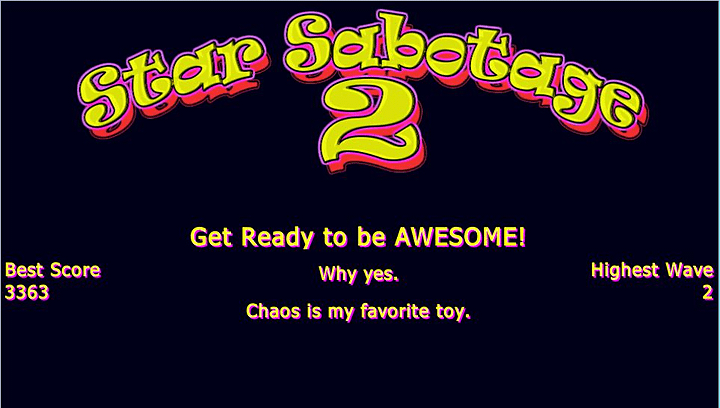 Star Sabotage
2
Get Ready to be AWESOME!
Best Score
3363
Why yes.
Chaos is my favorite toy.
Highest Wave
2